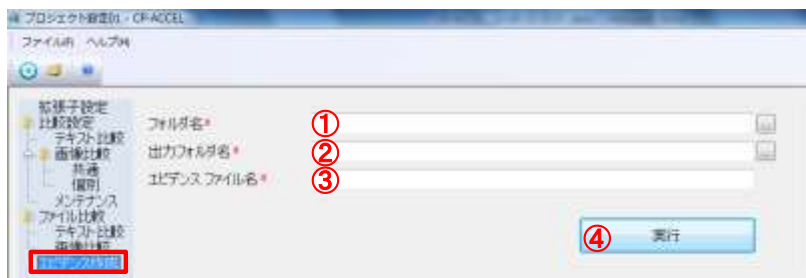 プロジェクト設定01 - CP-ACCEL
ファイル(F) ヘルプ(H)
拡張子設定
比較設定
テキスト比較
画像比較
共通
個別
メンテナンス
ファイル比較
テキスト比較
画像比較
エビデンス作成
フォルダ名* ①
出力フォルダ名* ②
エビデンス ファイル名* ③
④ 実行